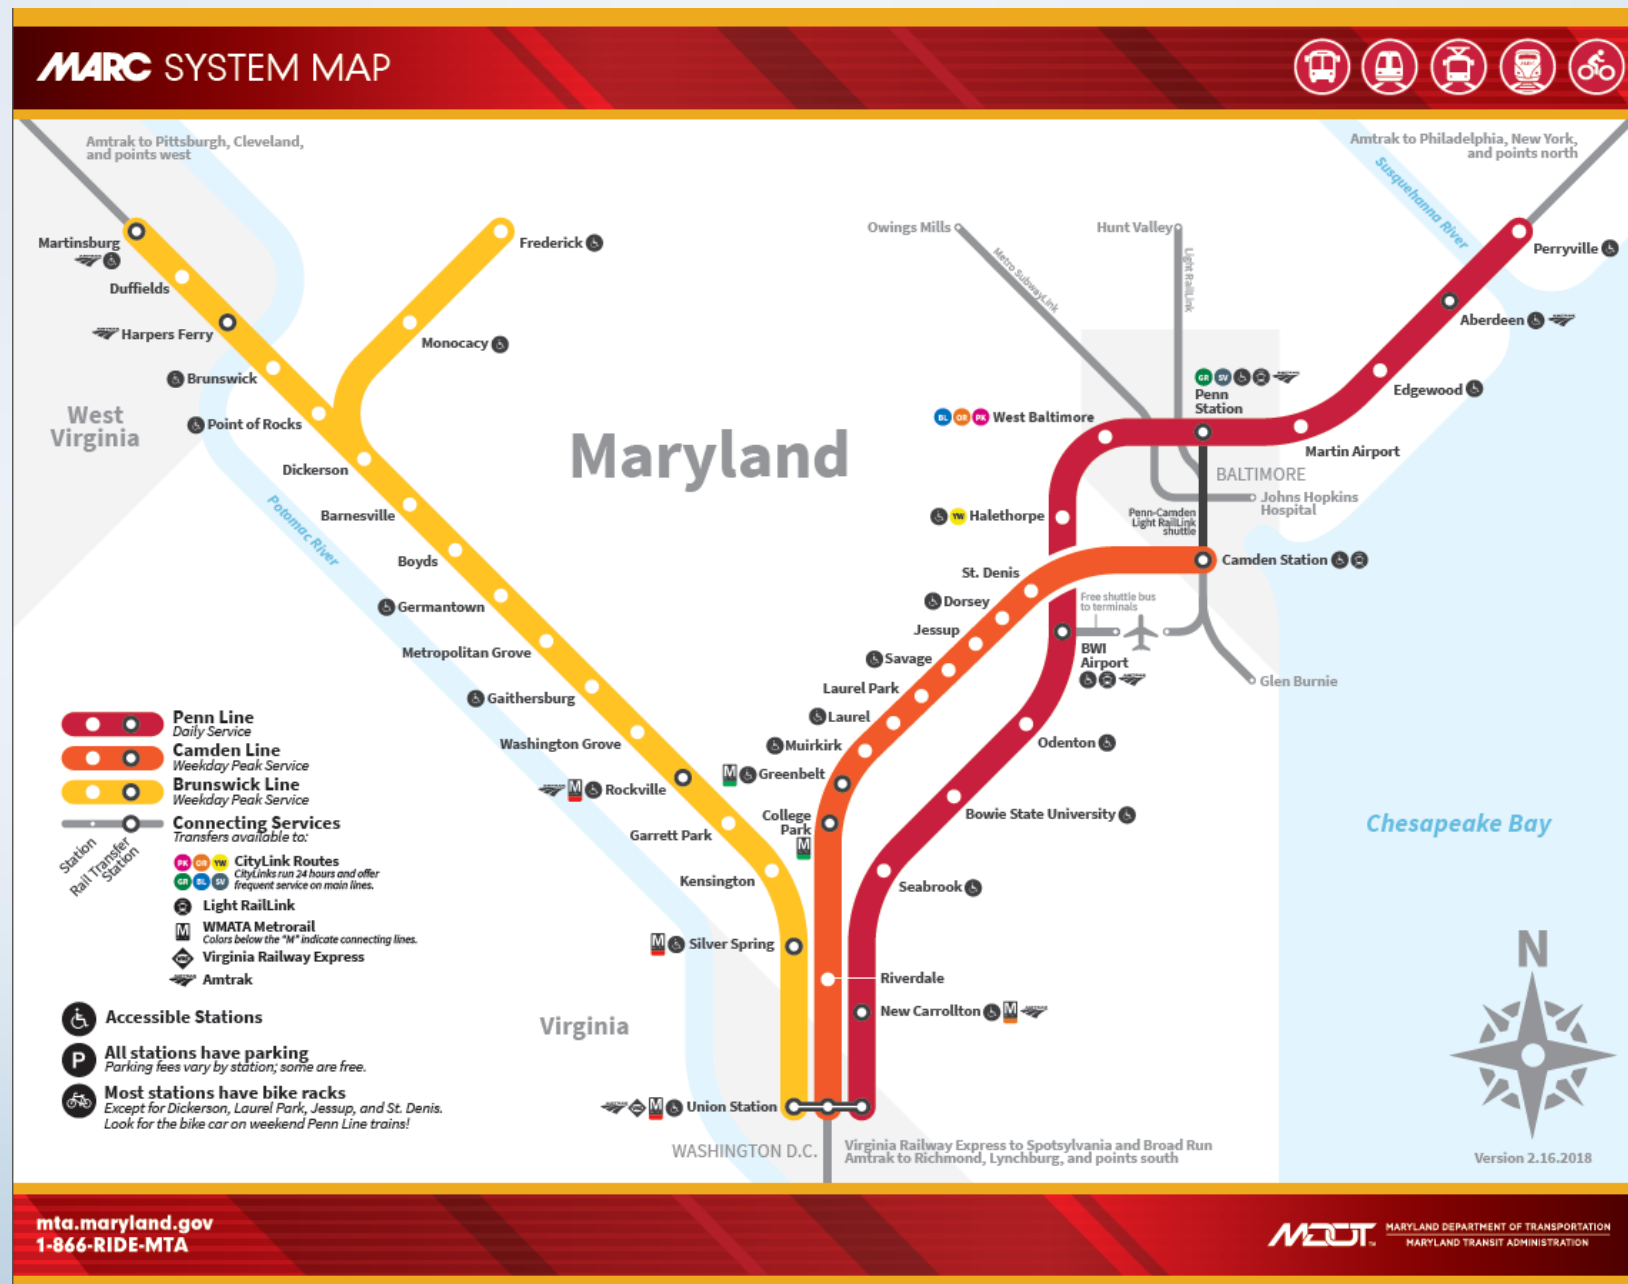 MARC SYSTEM MAP
Amtrak to Pittsburgh, Cleveland,
and points west
Amtrak to Philadelphia, New York,
and points north
Susquehanna River
Martinsburg
Duffields
Harpers Ferry
Brunswick
Point of Rocks
Frederick
Monocacy
West
Virginia
Dickerson
Barnesville
Boyds
Germantown
Metropolitan Grove
Gaithersburg
Washington Grove
Rockville
Garrett Park
Kensington
Silver Spring
Potomac River
Maryland
Owings Mills
Metro SubwayLink
Hunt Valley
Light RailLink
Perryville
Aberdeen
Edgewood
Martin Airport
GR SV
Penn
Station
BL OR PK West Baltimore
BALTIMORE
Johns Hopkins
Hospital
Penn-Camden
Light RailLink
shuttle
YW Halethorpe
Camden Station
St. Denis
Dorsey
Jessup
Savage
Laurel Park
Laurel
Muirkirk
M Greenbelt
College
Park
M
Free shuttle bus
to terminals
BWI
Airport
Glen Burnie
Odenton
Bowie State University
Seabrook
Riverdale
New Carrollton M
Union Station
WASHINGTON D.C.
Virginia
Virginia Railway Express to Spotsylvania and Broad Run
Amtrak to Richmond, Lynchburg, and points south
Chesapeake Bay
N
Version 2.16.2018
Penn Line
Daily Service
Camden Line
Weekday Peak Service
Brunswick Line
Weekday Peak Service
Connecting Services
Transfers available to:
Station
Rail Transfer
Station
PK OR YW
GR BL SV
CityLink Routes
CityLinks run 24 hours and offer
frequent service on main lines.
Light RailLink
M WMATA Metrorail
Colors below the "M" indicate connecting lines.
Virginia Railway Express
Amtrak
Accessible Stations
P All stations have parking
Parking fees vary by station; some are free.
Most stations have bike racks
Except for Dickerson, Laurel Park, Jessup, and St. Denis.
Look for the bike car on weekend Penn Line trains!
mta.maryland.gov
1-866-RIDE-MTA
MDOT
MARYLAND DEPARTMENT OF TRANSPORTATION
MARYLAND TRANSIT ADMINISTRATION